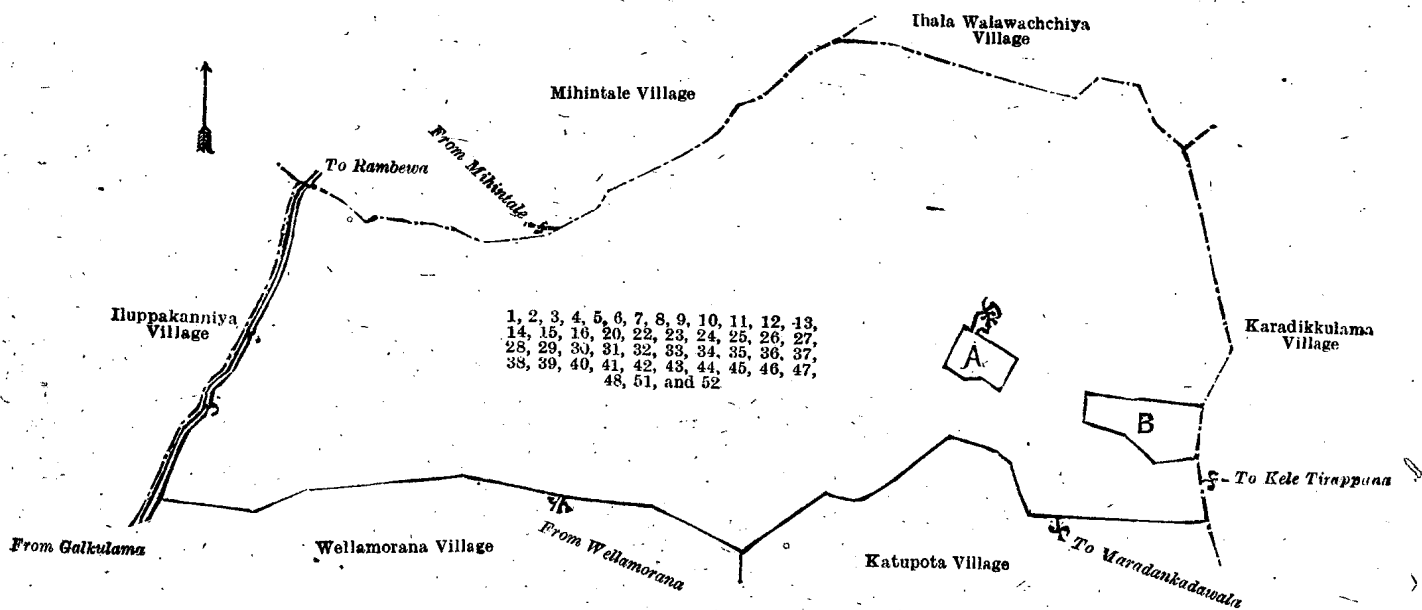 Ihala Walawachchiya
Village
Mihintale Village
From Mihintale
To Rambewa
Iluppakanniya
Village
1, 2, 3, 4, 5, 6, 7, 8, 9, 10, 11, 12, 13,
14, 15, 16, 20, 22, 23, 24, 25, 26, 27,
28, 29, 30, 31, 32, 33, 34, 35, 36, 37,
38, 39, 40, 41, 42, 43, 44, 45, 46, 47,
48, 51, and 52
A
Karadikkulama
Village
B
To Kele Tirappana
From Galkulama
Wellamorana Village
From Wellamorana
Katupota Village
To Maradankadawala